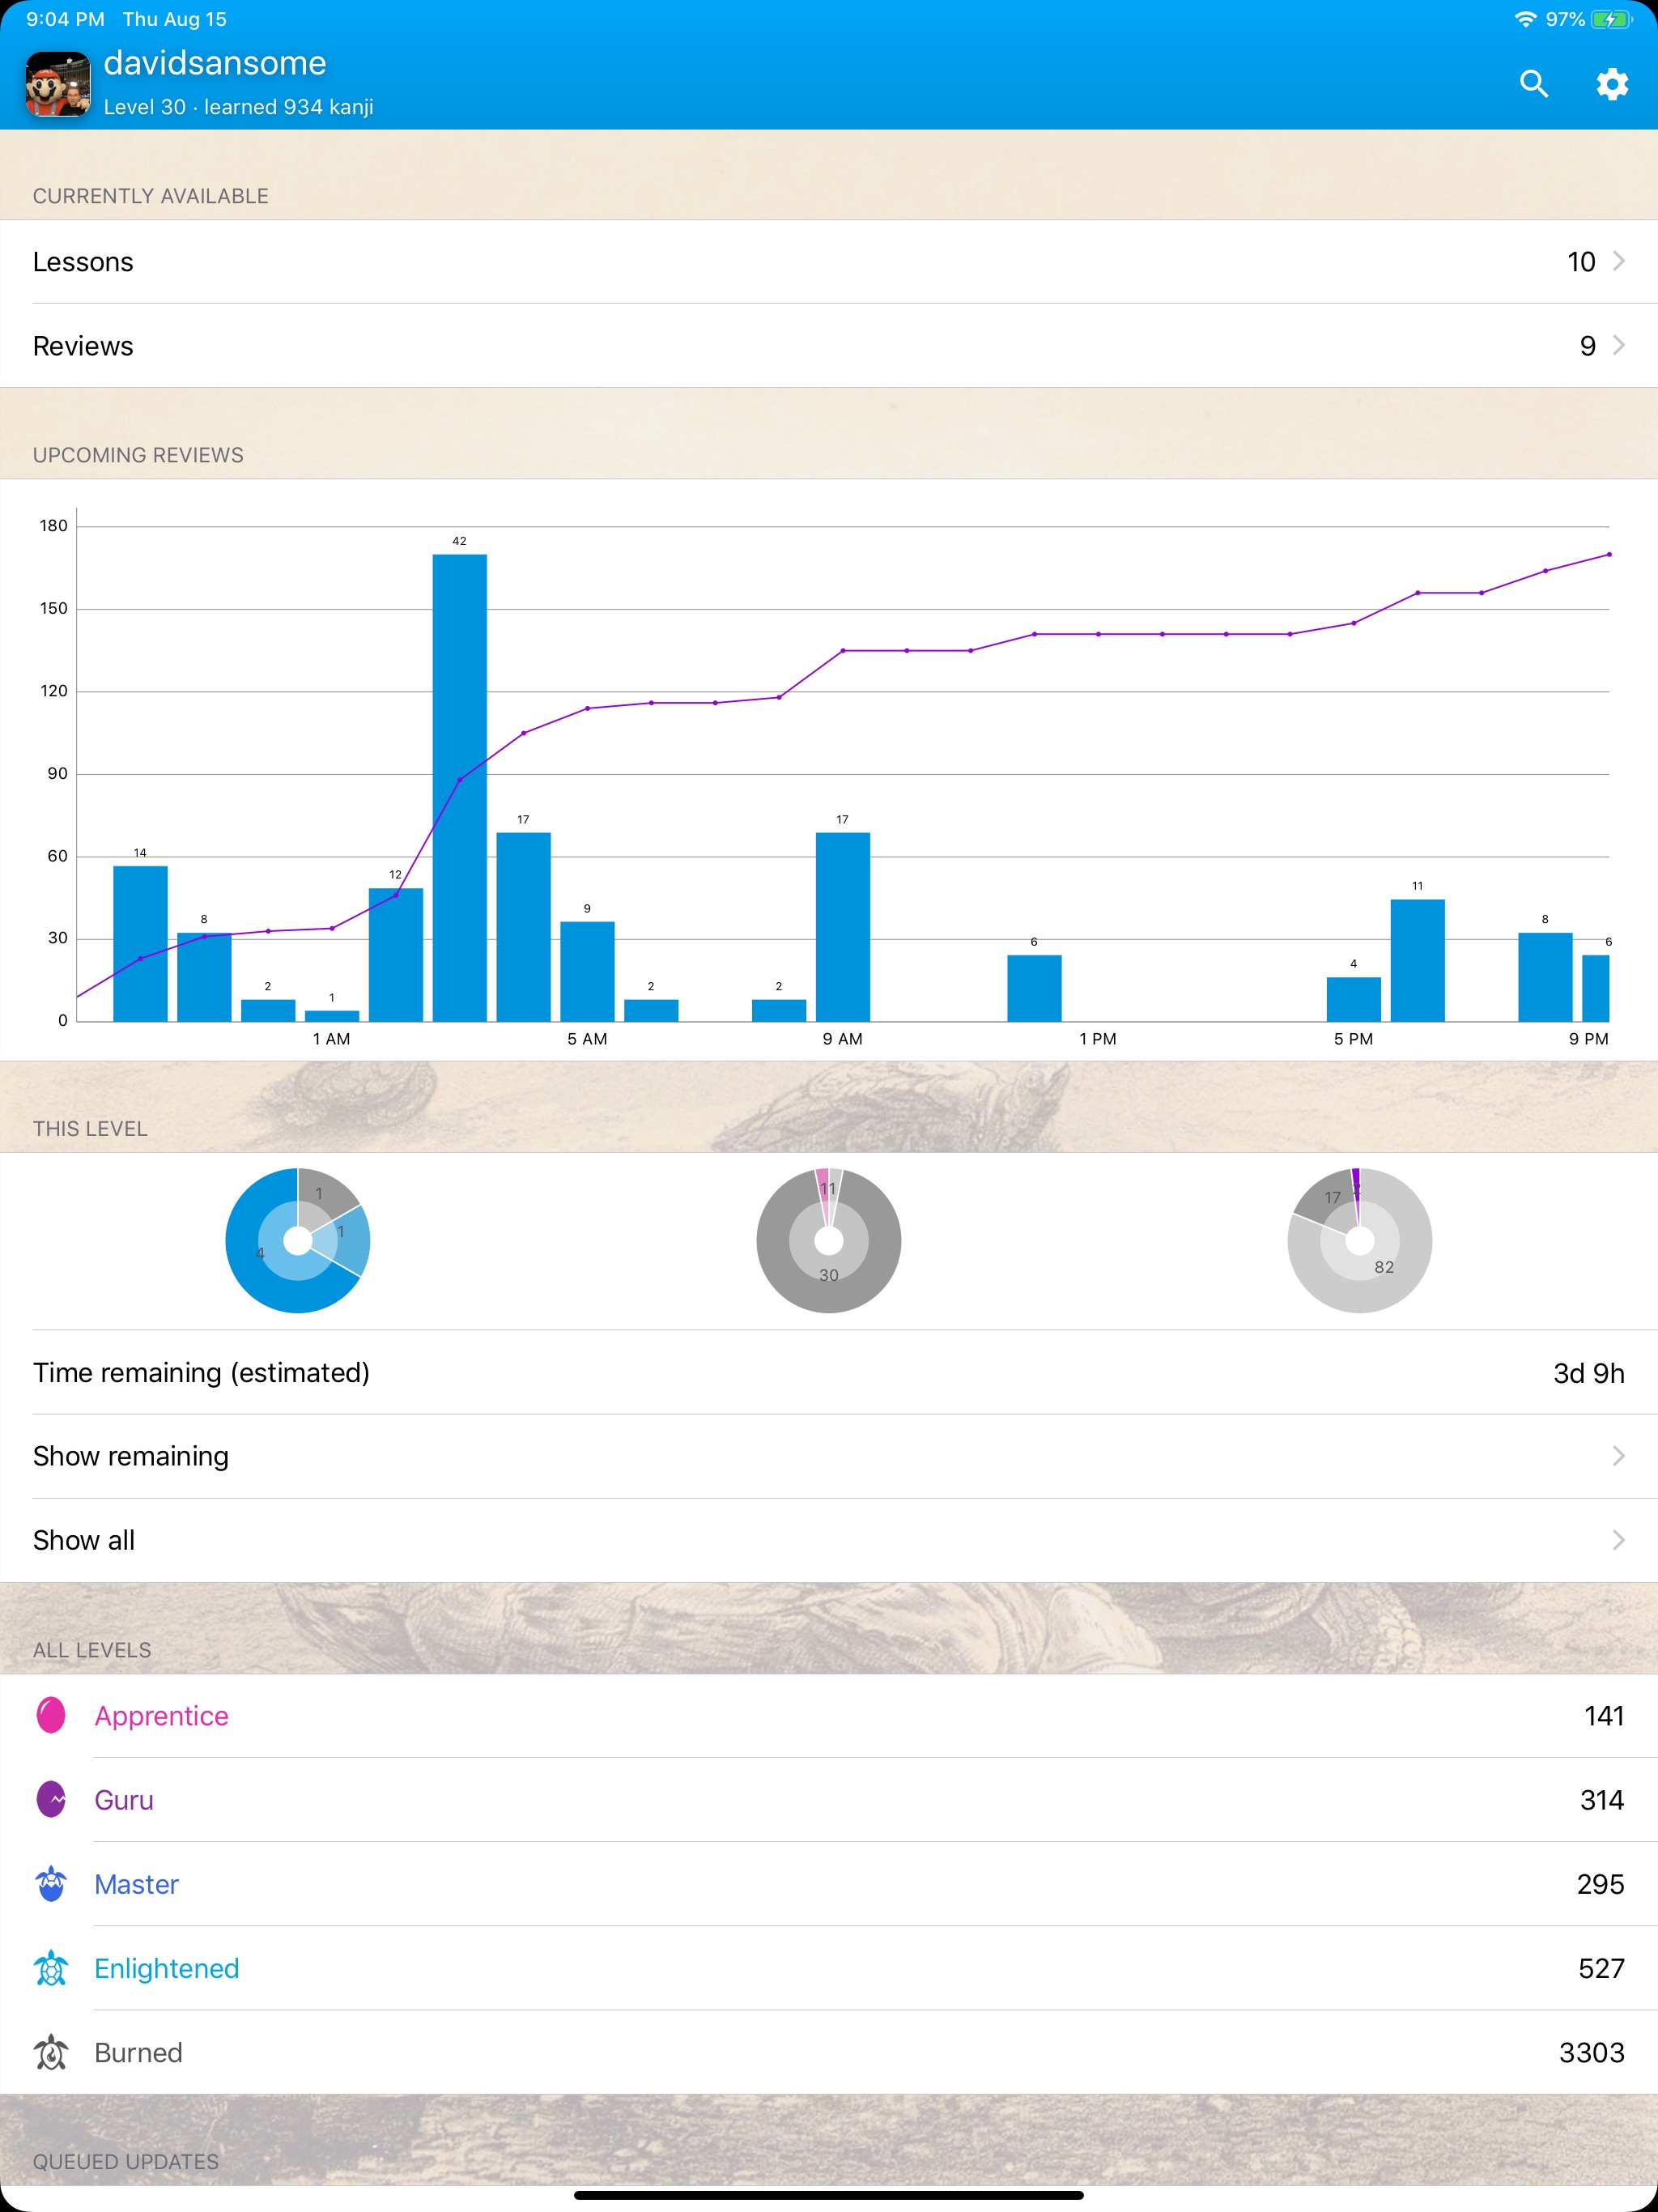 9:04 PM Thu Aug 15 97%
davidsansome
Level 30 · learned 934 kanji
CURRENTLY AVAILABLE
Lessons 10
Reviews 9
UPCOMING REVIEWS
180
42
150
120
90
17 17
14
60
12
11
9
8 8
30
6 6
4
2 2 2
1
0
1 AM 5 AM 9 AM 1 PM 5 PM 9 PM
THIS LEVEL
1 1 4
1 1 30
17 82
Time remaining (estimated) 3d 9h
Show remaining
Show all
ALL LEVELS
Apprentice 141
Guru 314
Master 295
Enlightened 527
Burned 3303
QUEUED UPDATES